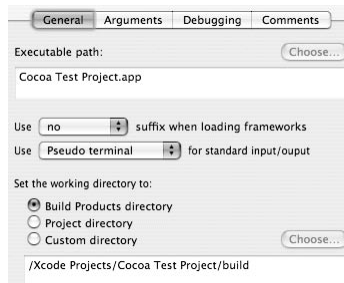 General Arguments Debugging Comments
Executable path: Choose...
Cocoa Test Project.app
Use no suffix when loading frameworks
Use Pseudo terminal for standard input/ouput
Set the working directory to:
Build Products directory
Project directory
Custom directory Choose...
/Xcode Projects/Cocoa Test Project/build